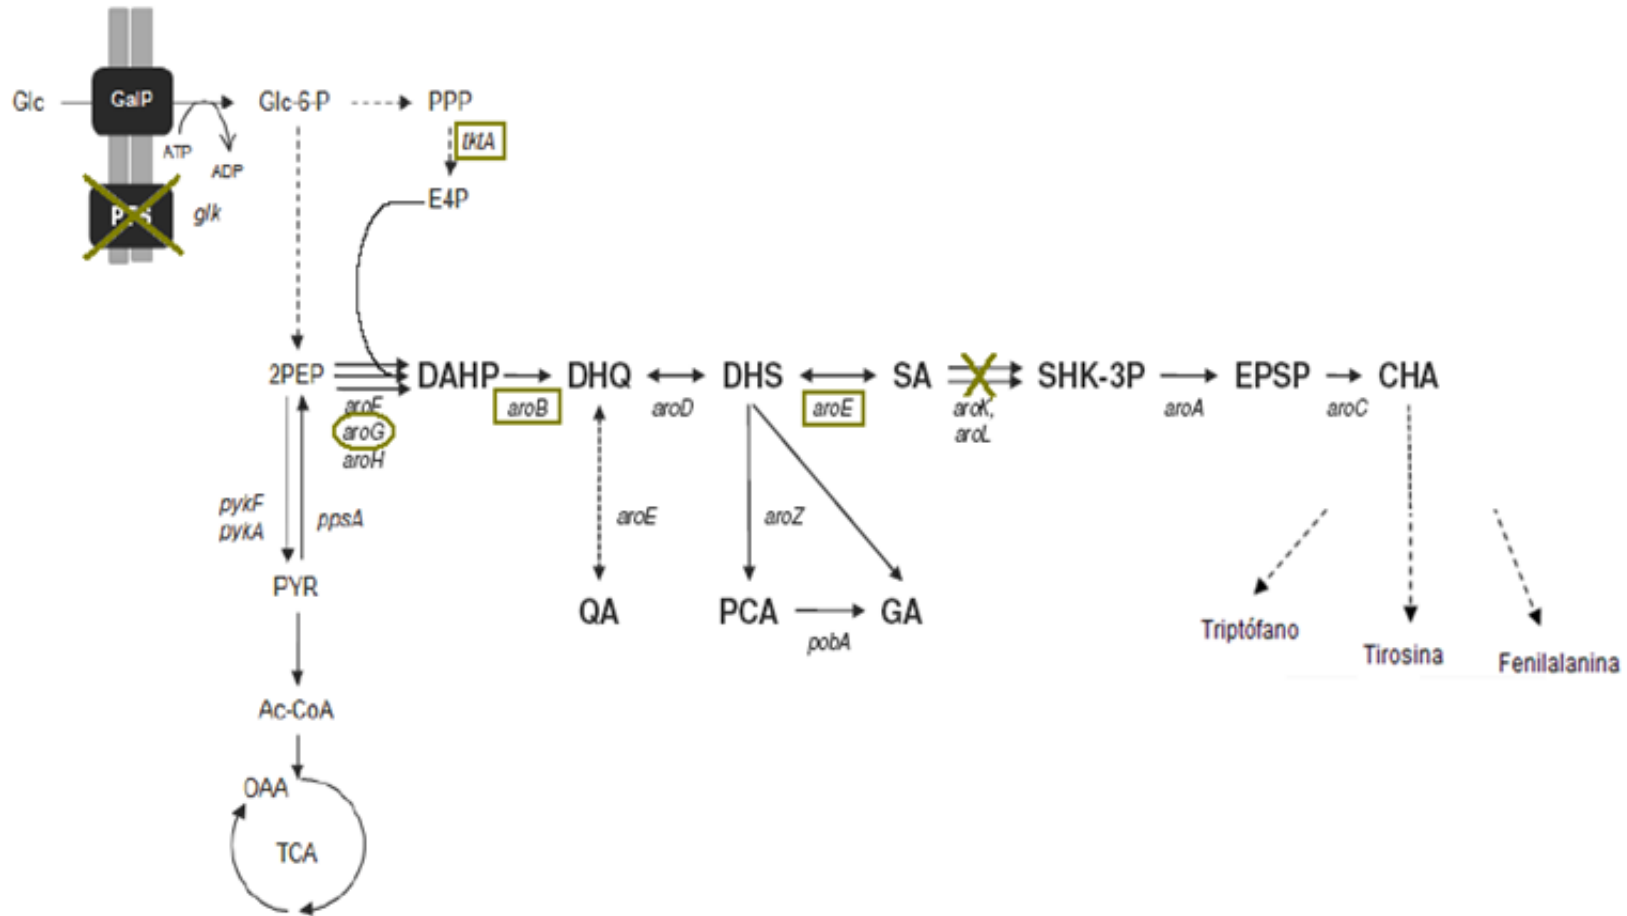 Glc
GalP
Glc-6-P
PPP
tktA
ATP
ADP
PTS
glk
E4P
2PEP
DAHP
DHQ
DHS
SA
SHK-3P
EPSP
CHA
aroF
aroG
aroH
aroB
aroD
aroE
aroK,
aroL
aroA
aroC
pykF
pykA
ppsA
aroE
aroZ
PYR
QA
PCA
GA
pobA
Triptófano
Tirosina
Fenilalanina
Ac-CoA
OAA
TCA